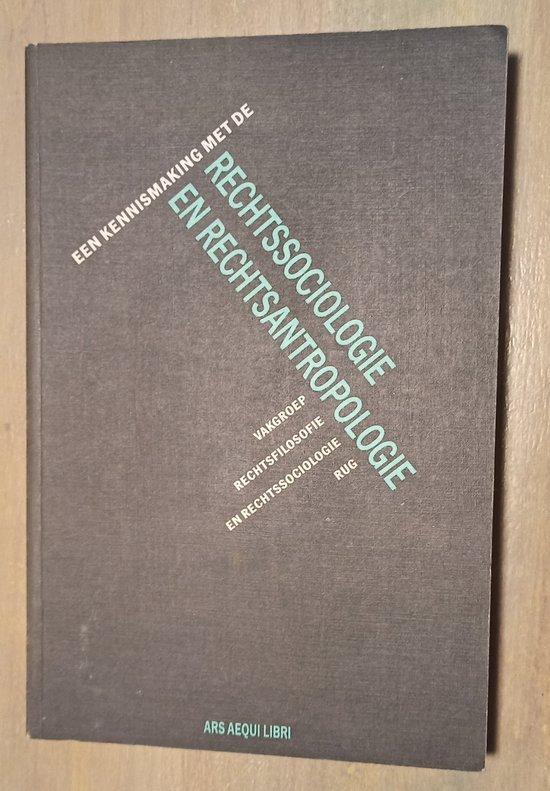 EEN KENNISMAKING MET DE
RECHTSSOCIOLOGIE
EN RECHTSANTROPOLOGIE
VAKGROEP
RECHTSFILOSOFIE
EN RECHTSSOCIOLOGIE
RUG
ARS AEQUI LIBRI